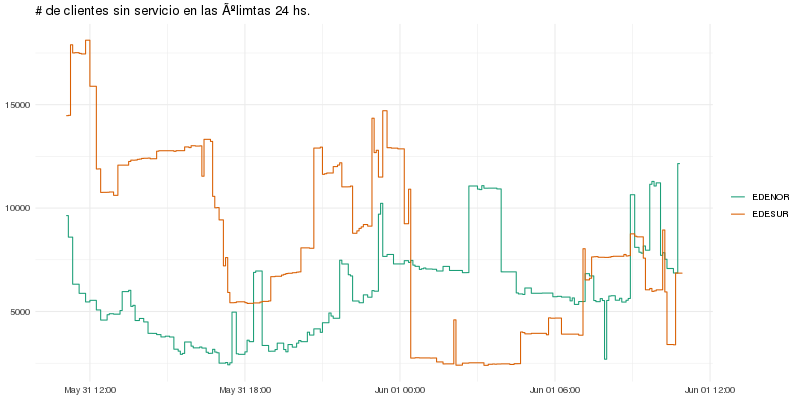 # de clientes sin servicio en las Ãºlimtas 24 hs.
15000
10000
5000
May 31 12:00
May 31 18:00
Jun 01 00:00
Jun 01 06:00
Jun 01 12:00
EDENOR
EDESUR